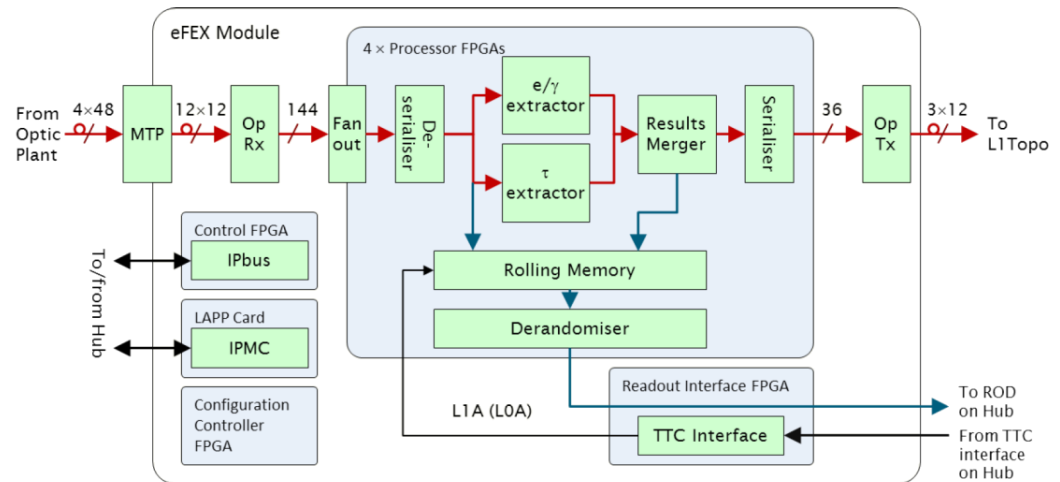 eFEX Module
4 × Processor FPGAs
From
Optic
Plant
4×48
MTP
12×12
Op
Rx
144
Fan
out
De-
serialiser
e/γ
extractor
τ
extractor
Results
Merger
Serialiser
36
Op
Tx
3×12
To
L1Topo
Rolling Memory
Derandomiser
To/from Hub
Control FPGA
IPbus
LAPP Card
IPMC
Configuration
Controller
FPGA
L1A (L0A)
Readout Interface FPGA
TTC Interface
To ROD
on Hub
From TTC
interface
on Hub